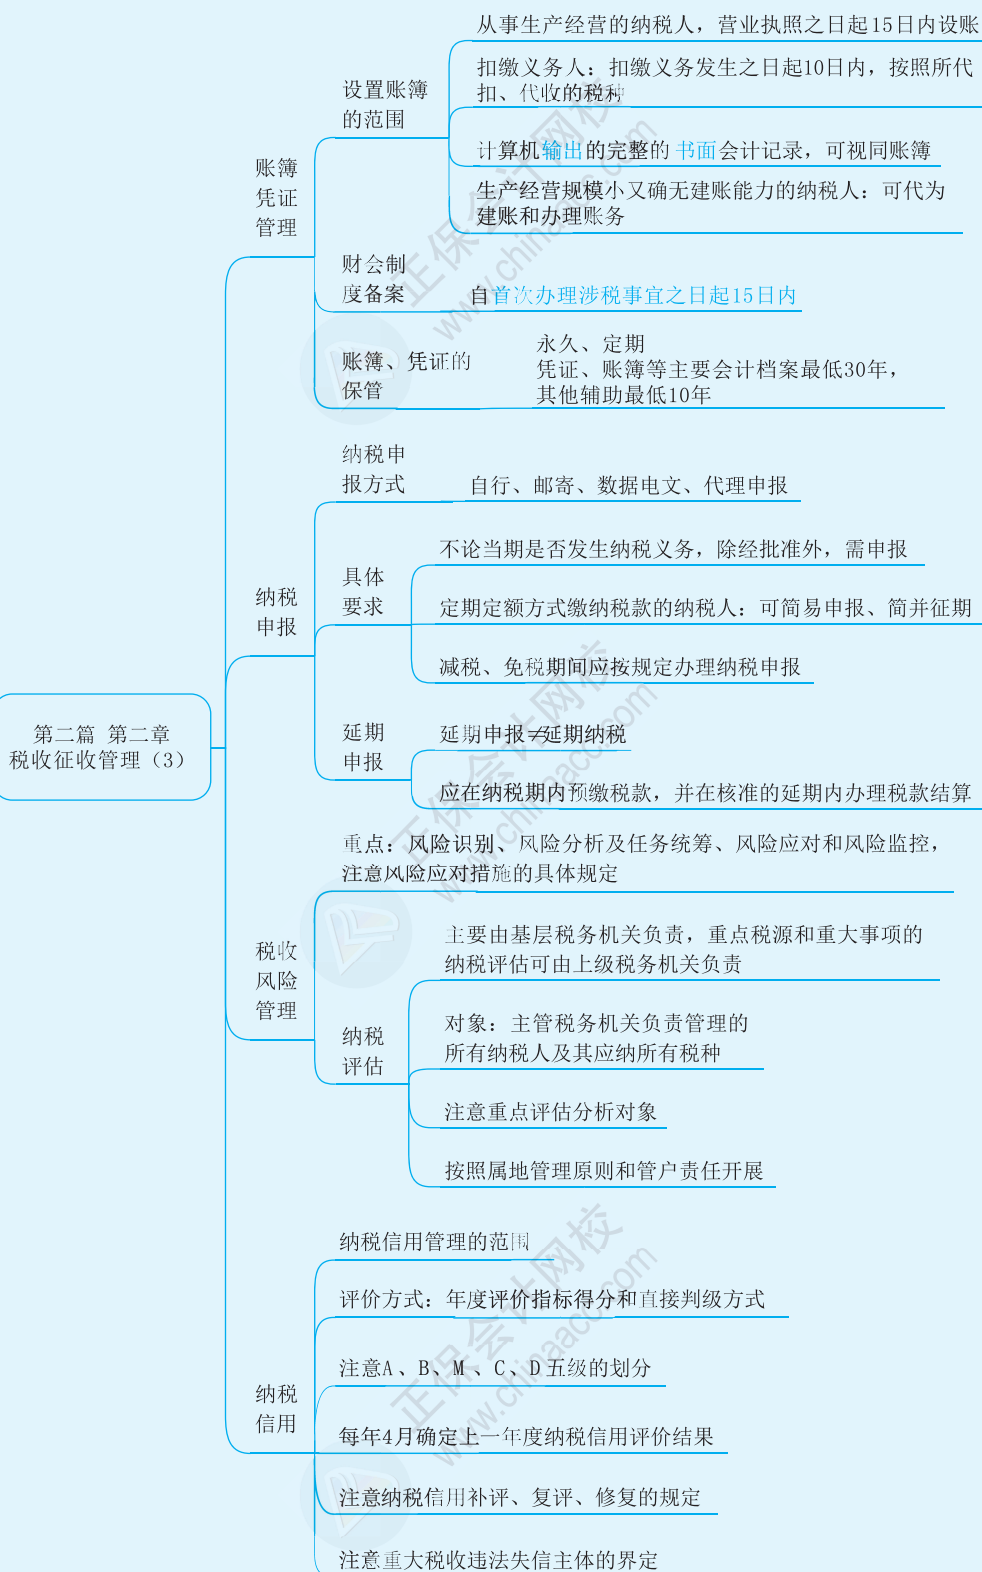 从事生产经营的纳税人，营业执照之日起15日内设账
扣缴义务人：扣缴义务发生之日起10日内，按照所代
扣、代收的税种
设置账簿
的范围
计算机输出的完整的书面会计记录，可视同账簿
生产经营规模小又确无建账能力的纳税人：可代为
建账和办理账务
账簿
凭证
管理
财会制
度备案
自首次办理涉税事宜之日起15日内
账簿、凭证的
保管
永久、定期
凭证、账簿等主要会计档案最低30年，
其他辅助最低10年
纳税申
报方式
自行、邮寄、数据电文、代理申报
不论当期是否发生纳税义务，除经批准外，需申报
具体
要求
定期定额方式缴纳税款的纳税人：可简易申报、简并征期
纳税
申报
减税、免税期间应按规定办理纳税申报
延期
申报
延期申报≠延期纳税
应在纳税期内预缴税款，并在核准的延期内办理税款结算
第二篇 第二章
税收征收管理（3）
重点：风险识别、风险分析及任务统筹、风险应对和风险监控，
注意风险应对措施的具体规定
税收
风险
管理
主要由基层税务机关负责，重点税源和重大事项的
纳税评估可由上级税务机关负责
对象：主管税务机关负责管理的
所有纳税人及其应纳所有税种
纳税
评估
注意重点评估分析对象
按照属地管理原则和管户责任开展
纳税信用管理的范围
评价方式：年度评价指标得分和直接判级方式
注意A、B、M、C、D五级的划分
纳税
信用
每年4月确定上一年度纳税信用评价结果
注意纳税信用补评、复评、修复的规定
注意重大税收违法失信主体的界定
正保会计网校
www.chinaacc.com
正保会计网校
www.chinaacc.com
正保会计网校
www.chinaacc.com